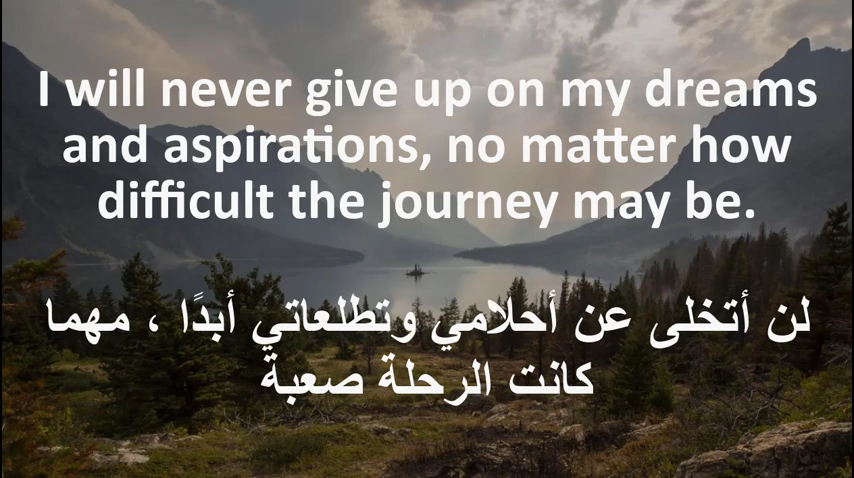 I will never give up on my dreams
and aspirations, no matter how
difficult the journey may be.
لن أتخلى عن أحلامي وتطلعاتي أبدًا ، مهما
كانت الرحلة صعبة